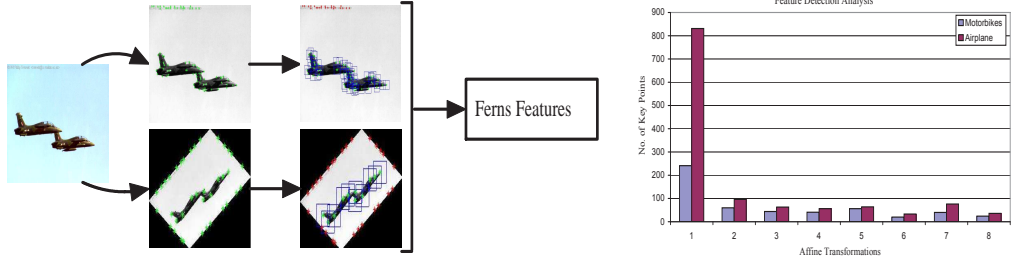 Ferns Features
Feature Detection Analysis
Motorbikes
Airplane
No. of Key Points
900
800
700
600
500
400
300
200
100
0
1 2 3 4 5 6 7 8
Affine Transformations